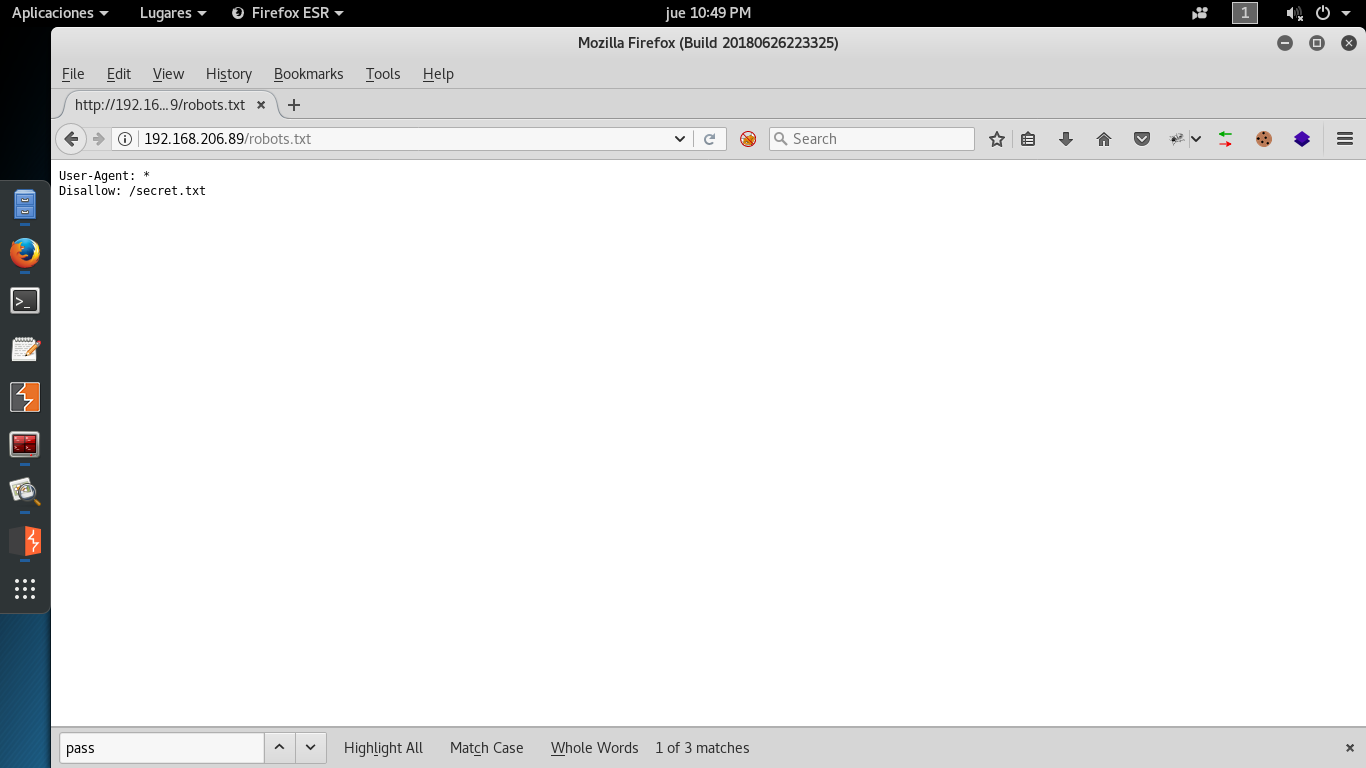 Aplicaciones Lugares Firefox ESR jue 10:49 PM 1
Mozilla Firefox (Build 20180626223325)
File Edit View History Bookmarks Tools Help
http://192.16...9/robots.txt
192.168.206.89/robots.txt Search
User-Agent: *
Disallow: /secret.txt
pass Highlight All Match Case Whole Words 1 of 3 matches